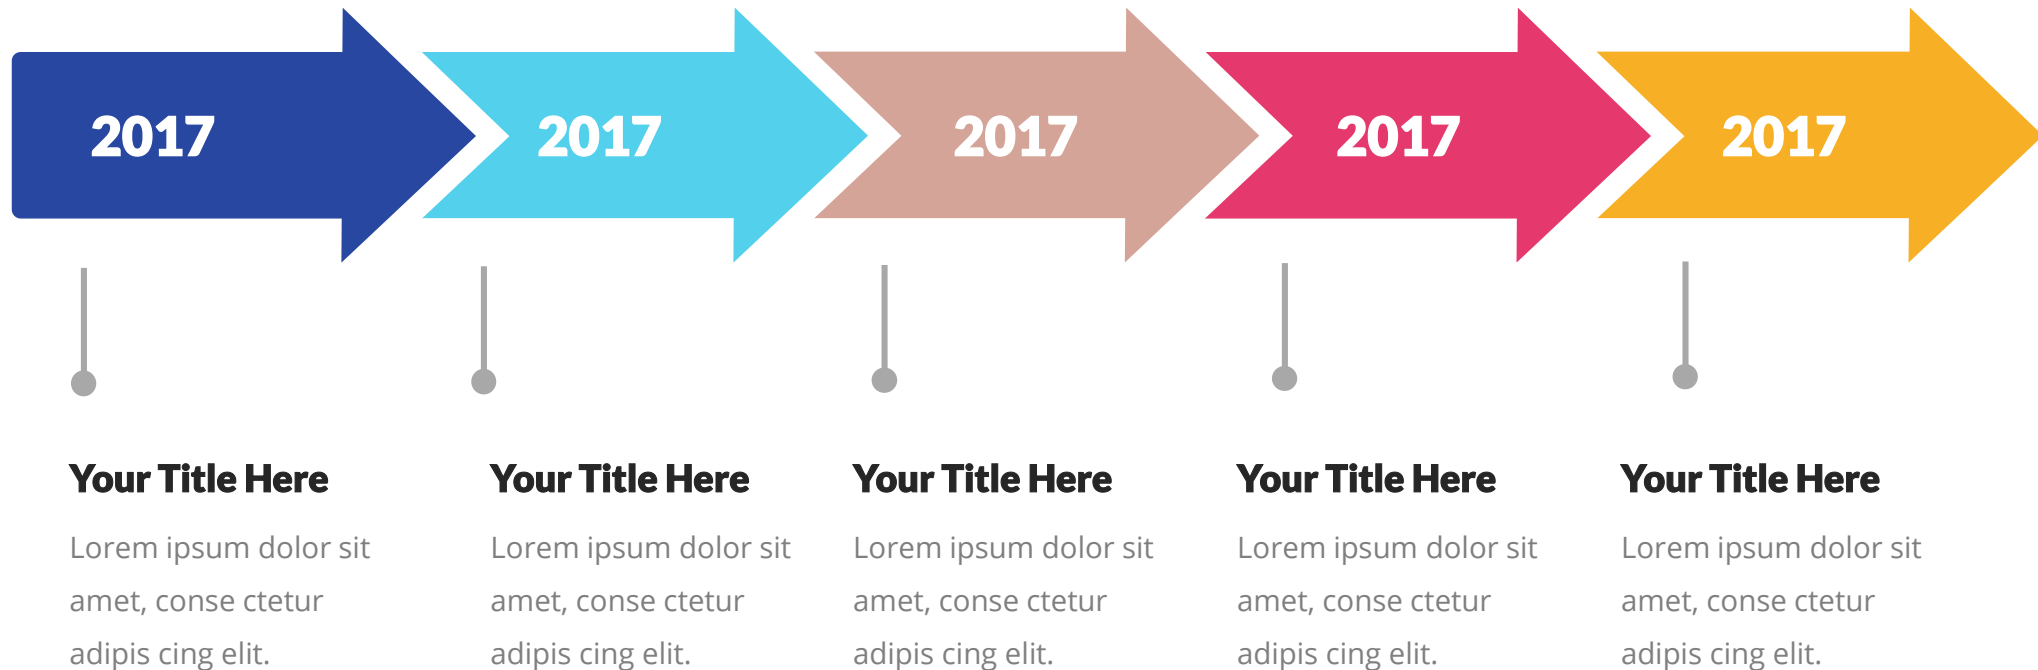 2017
2017
2017
2017
2017
Your Title Here
Lorem ipsum dolor sit
amet, conse ctetur
adipis cing elit.
Your Title Here
Lorem ipsum dolor sit
amet, conse ctetur
adipis cing elit.
Your Title Here
Lorem ipsum dolor sit
amet, conse ctetur
adipis cing elit.
Your Title Here
Lorem ipsum dolor sit
amet, conse ctetur
adipis cing elit.
Your Title Here
Lorem ipsum dolor sit
amet, conse ctetur
adipis cing elit.